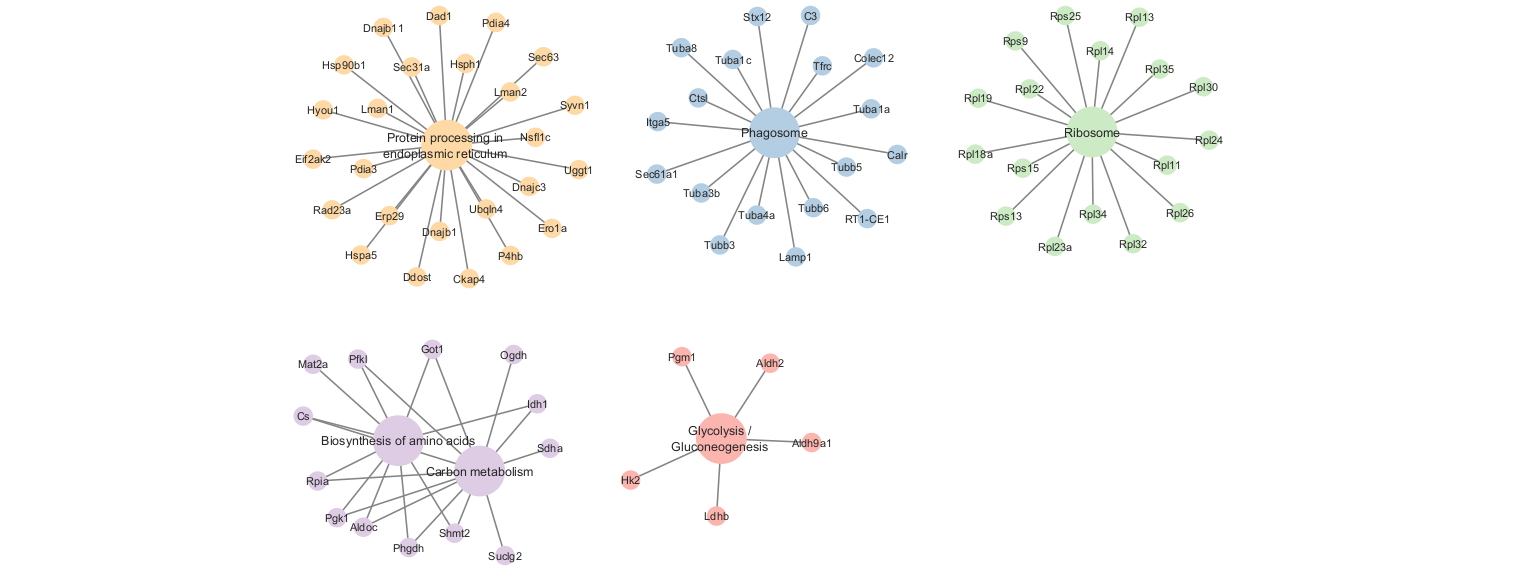 Dad1
Dnajb11
Pdia4
Hsp90b1
Sec31a
Hsph1
Sec63
Lman2
Hyou1
Lman1
Syvn1
Protein processing in
endoplasmic reticulum
Nsfl1c
Eif2ak2
Pdia3
Uggt1
Dnajc3
Rad23a
Erp29
Ubqln4
Dnajb1
Ero1a
Hspa5
P4hb
Ddost
Ckap4
Stx12
C3
Tuba8
Tuba1c
Tfrc
Colec12
Ctsl
Tuba1a
Itga5
Phagosome
Calr
Sec61a1
Tubb5
Tuba3b
Tuba4a
Tubb6
RT1-CE1
Tubb3
Lamp1
Rps25
Rpl13
Rps9
Rpl14
Rpl35
Rpl22
Rpl30
Rpl19
Ribosome
Rpl24
Rpl18a
Rps15
Rpl11
Rps13
Rpl34
Rpl26
Rpl23a
Rpl32
Got1
Mat2a
Pfkl
Ogdh
Idh1
Cs
Biosynthesis of amino acids
Sdha
Carbon metabolism
Rpia
Pgk1
Aldoc
Shmt2
Phgdh
Suclg2
Pgm1
Aldh2
Glycolysis /
Gluconeogenesis
Aldh9a1
Hk2
Ldhb